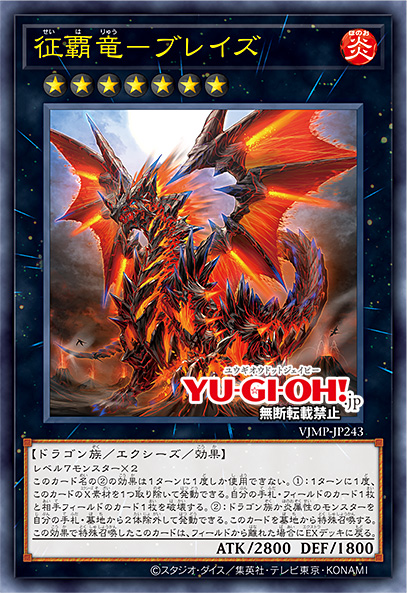 せい は りゅう
征覇竜－ブレイズ
ほのお
炎
ユウギオウドットジェイピー
YU-GI-OH!.jp
無断転載禁止
VJMP-JP243
【ドラゴン族／エクシーズ／効果】
レベル７モンスター×２
このカード名の②の効果は１ターンに１度しか使用できない。①：１ターンに１度、
このカードのX素材を１つ取り除いて発動できる。自分の手札・フィールドのカード１枚
と相手フィールドのカード１枚を破壊する。②：ドラゴン族か炎属性のモンスターを
自分の手札・墓地から２体除外して発動できる。このカードを墓地から特殊召喚する。
この効果で特殊召喚したこのカードは、フィールドから離れた場合にEXデッキに戻る。
ATK/2800 DEF/1800
©スタジオ・ダイス／集英社・テレビ東京・KONAMI